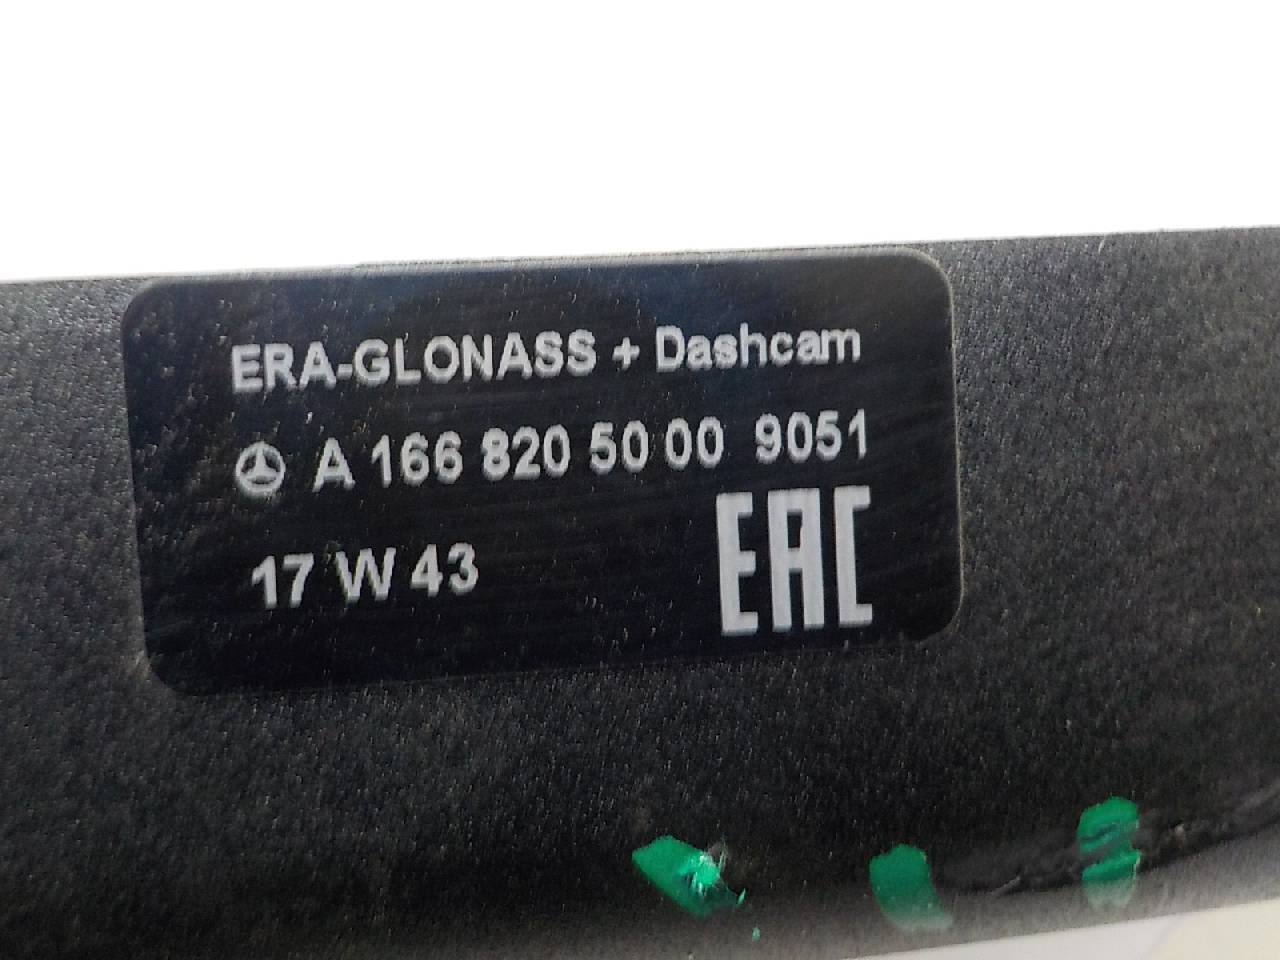 ERA-GLONASS + Dashcam
A 166 820 50 00 9051
17 W 43
EAC